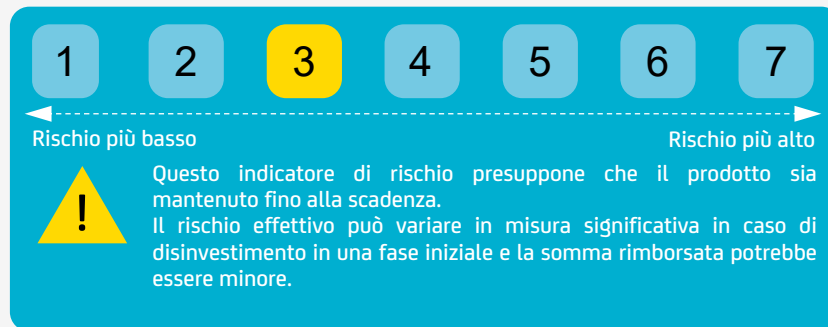 1 2 3 4 5 6 7
Rischio più basso Rischio più alto
!
Questo indicatore di rischio presuppone che il prodotto sia
mantenuto fino alla scadenza.
Il rischio effettivo può variare in misura significativa in caso di
disinvestimento in una fase iniziale e la somma rimborsata potrebbe
essere minore.